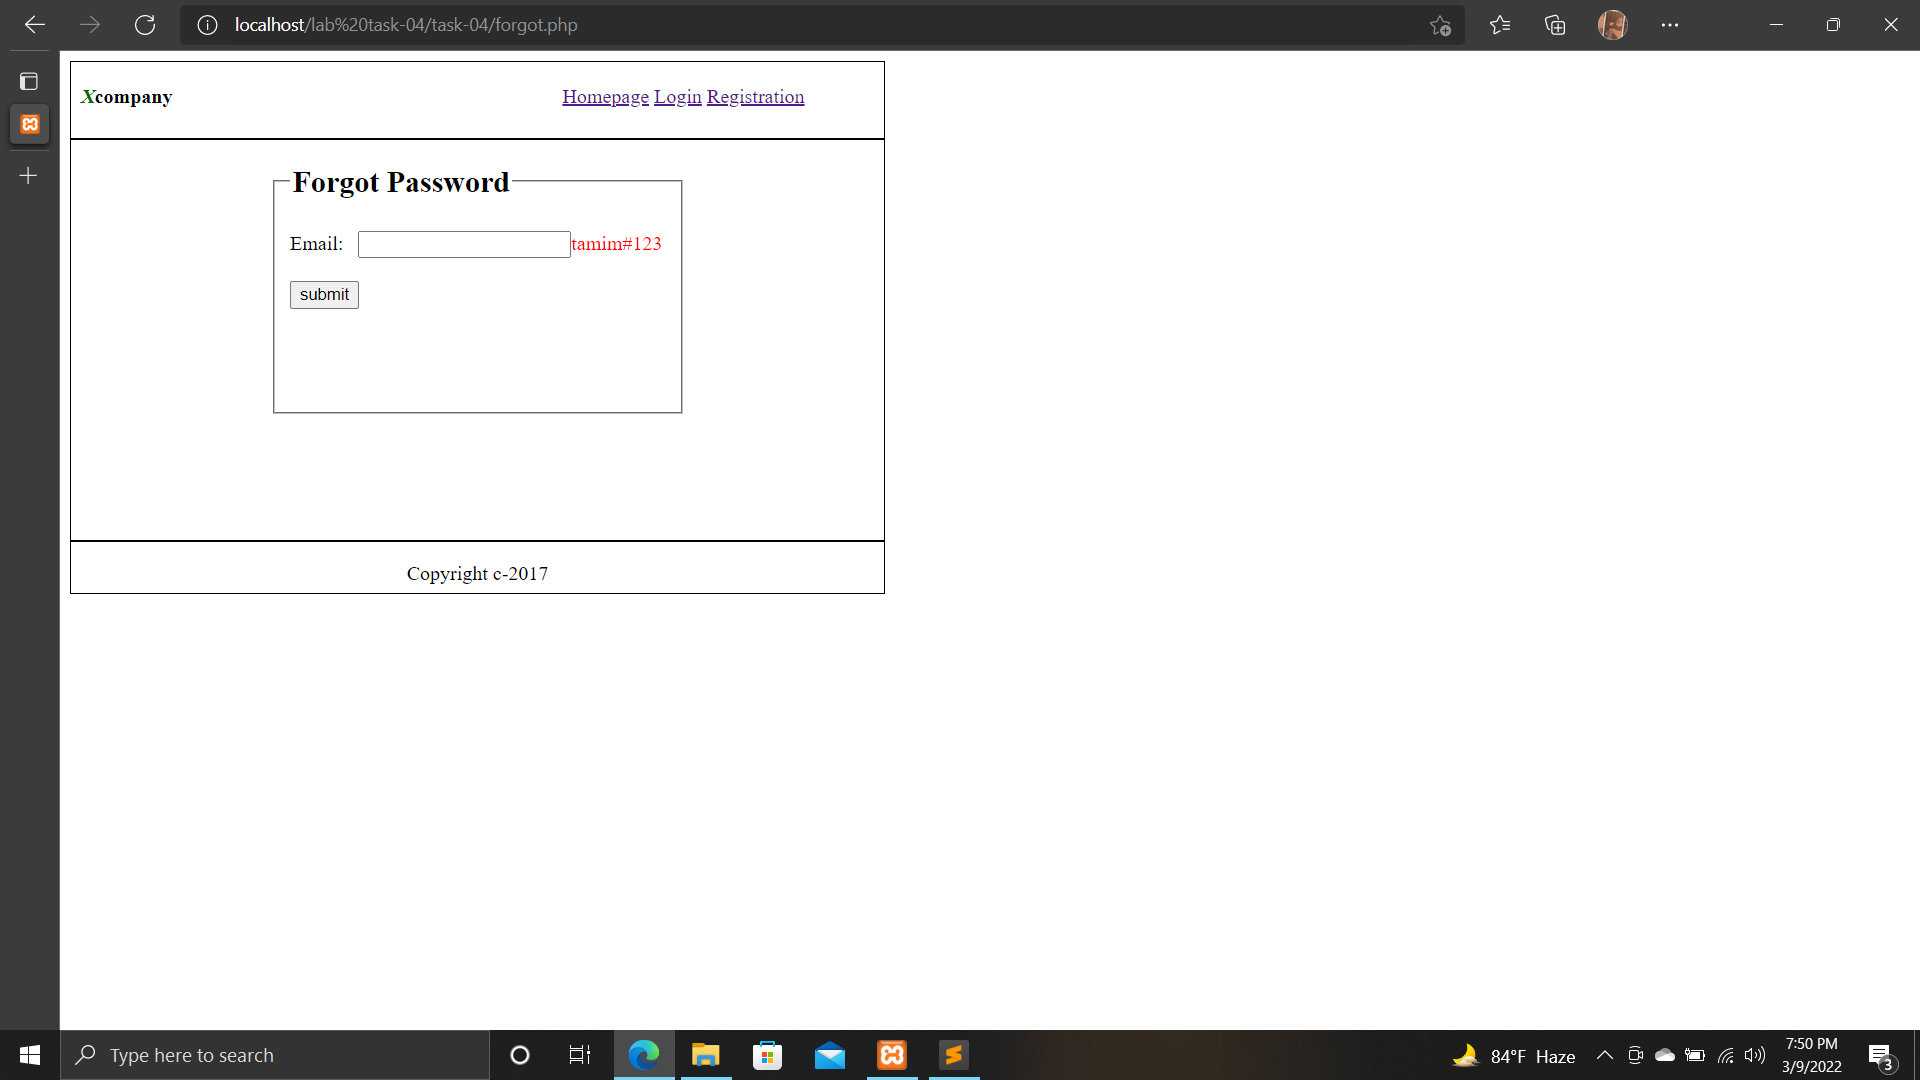 localhost/lab%20task-04/task-04/forgot.php
Xcompany
Homepage Login Registration
Forgot Password
Email: tamim#123
submit
Copyright c-2017
Type here to search
84°F Haze
7:50 PM
3/9/2022
3